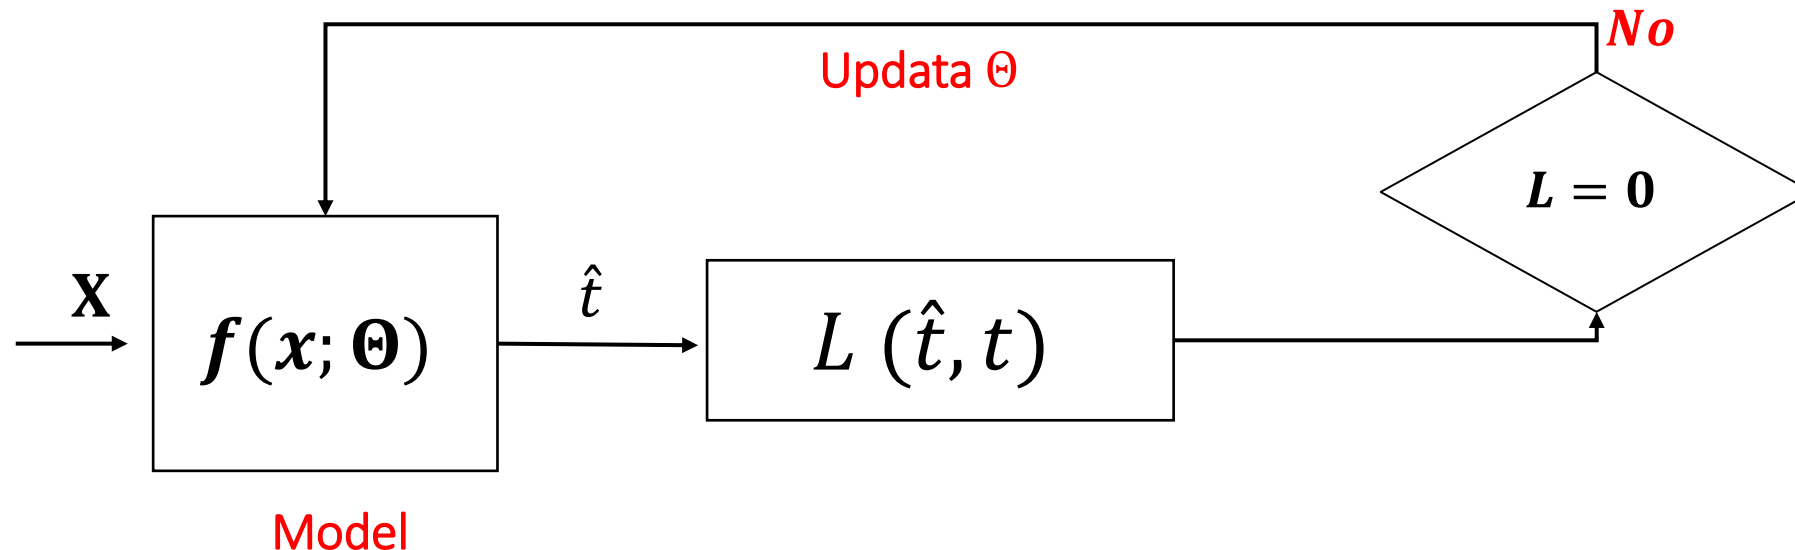 No
Updata Θ
L = 0
X
t̂
f(x; Θ)
L (t̂, t)
Model